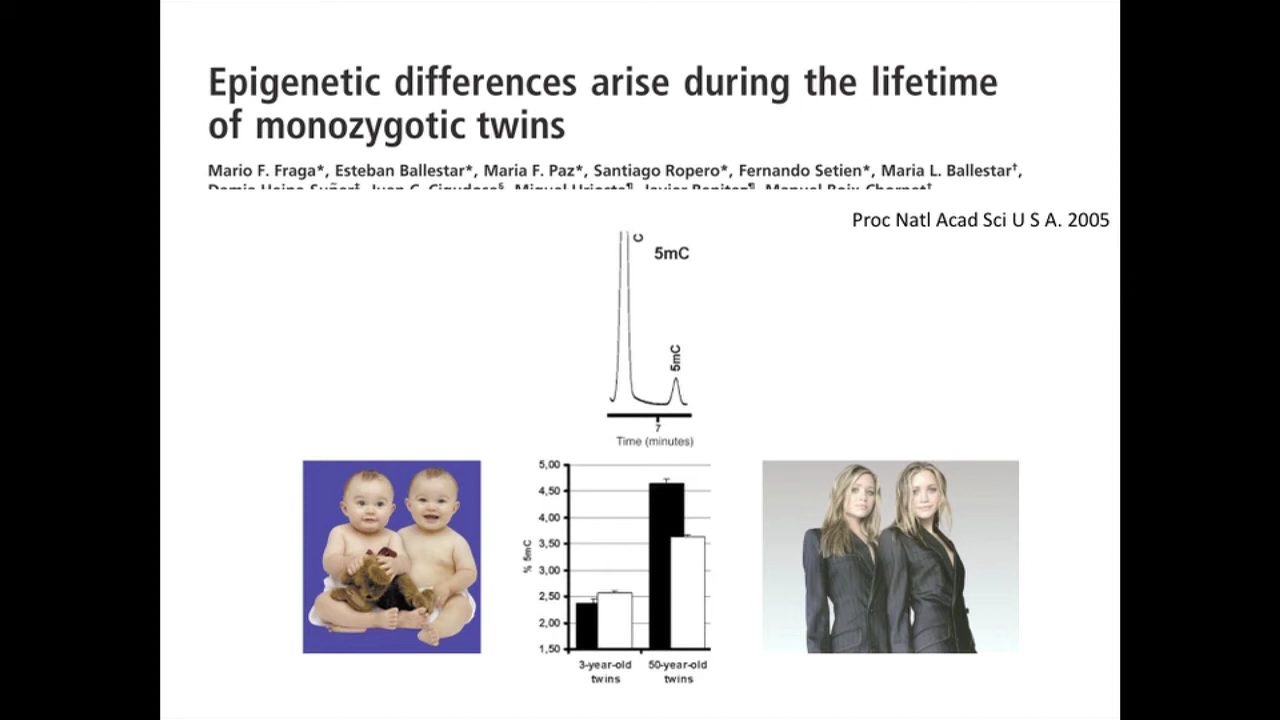 Epigenetic differences arise during the lifetime
of monozygotic twins
Mario F. Fraga*, Esteban Ballestar*, Maria F. Paz*, Santiago Ropero*, Fernando Setien*, Maria L. Ballestar†,
Proc Natl Acad Sci U S A. 2005
C
5mC
5mC
7
Time (minutes)
5,00
4,50
4,00
3,50
3,00
2,50
2,00
1,50
% 5mC
3-year-old
twins
50-year-old
twins